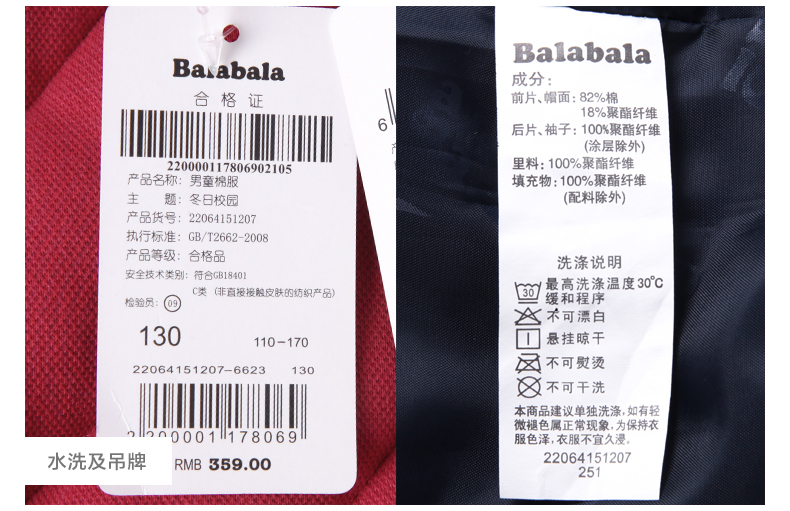 Balabala
合格证
220000117806902105
产品名称：男童棉服
主　题：冬日校园
产品货号：22064151207
执行标准：GB/T2662-2008
产品等级：合格品
安全技术类别：符合GB18401
C类 (非直接接触皮肤的纺织产品)
检验员：09
130 110-170
22064151207-6623 130
2 200001 178069
RMB 359.00
水洗及吊牌
6
Balabala
成分：
前片、帽面：82%棉
18%聚酯纤维
后片、袖子：100%聚酯纤维
(涂层除外)
里料：100%聚酯纤维
填充物：100%聚酯纤维
(配料除外)
洗涤说明
30 最高洗涤温度30℃
缓和程序
不可漂白
悬挂晾干
不可熨烫
不可干洗
本商品建议单独洗涤，如有轻
微褪色属正常现象，为保持衣
服色泽，衣服不宜久浸。
22064151207
251